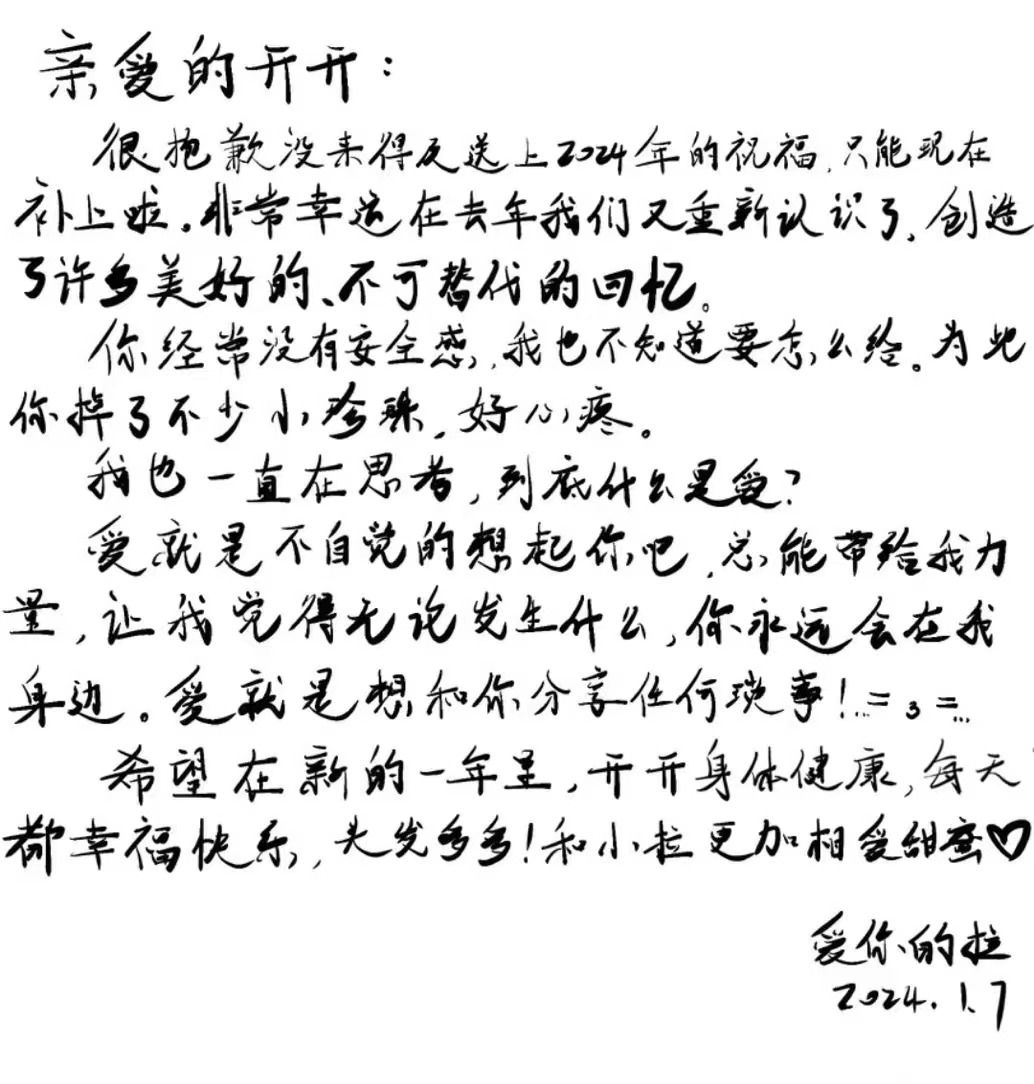 亲爱的开开：
很抱歉没来得及送上2024年的祝福,只能现在
补上啦。非常幸运在去年我们又重新认识了,创造
了许多美好的、不可替代的回忆。
你经常没有安全感,我也不知道要怎么给。为此
你掉了不少小珍珠,好心疼。
我也一直在思考,到底什么是爱?
爱就是不自觉的想起你吧,总能带给我力
量,让我觉得无论发生什么,你永远会在我
身边。爱就是想和你分享任何琐事!=3=
希望在新的一年里,开开身体健康,每天
都幸福快乐,头发多多!和小拉更加相爱甜蜜♡
爱你的拉
2024.1.7